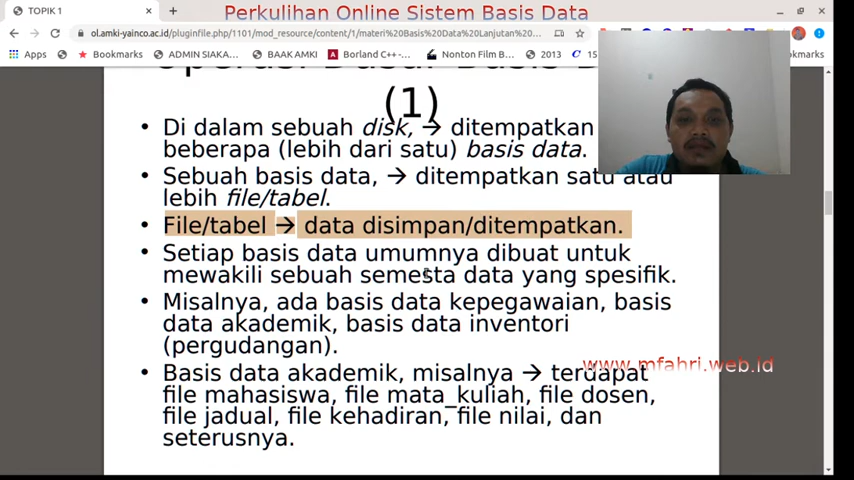 Perkulihan Online Sistem Basis Data
TOPIK 1
ol.amki-yainco.ac.id/pluginfile.php/1101/mod_resource/content/1/materi%20Basis%20Data%20Lanjutan%20...
Apps
Bookmarks
ADMIN SIAKA...
BAAK AMKI
Borland C++-...
Nonton Film B...
2013
15
ookmarks
(1)
• Di dalam sebuah disk, → ditempatkan
beberapa (lebih dari satu) basis data.
• Sebuah basis data, → ditempatkan satu atau
lebih file/tabel.
• File/tabel → data disimpan/ditempatkan.
• Setiap basis data umumnya dibuat untuk
mewakili sebuah semesta data yang spesifik.
• Misalnya, ada basis data kepegawaian, basis
data akademik, basis data inventori
(pergudangan).
www.mfahri.web.id
• Basis data akademik, misalnya → terdapat
file mahasiswa, file mata_kuliah, file dosen,
file jadual, file kehadiran, file nilai, dan
seterusnya.